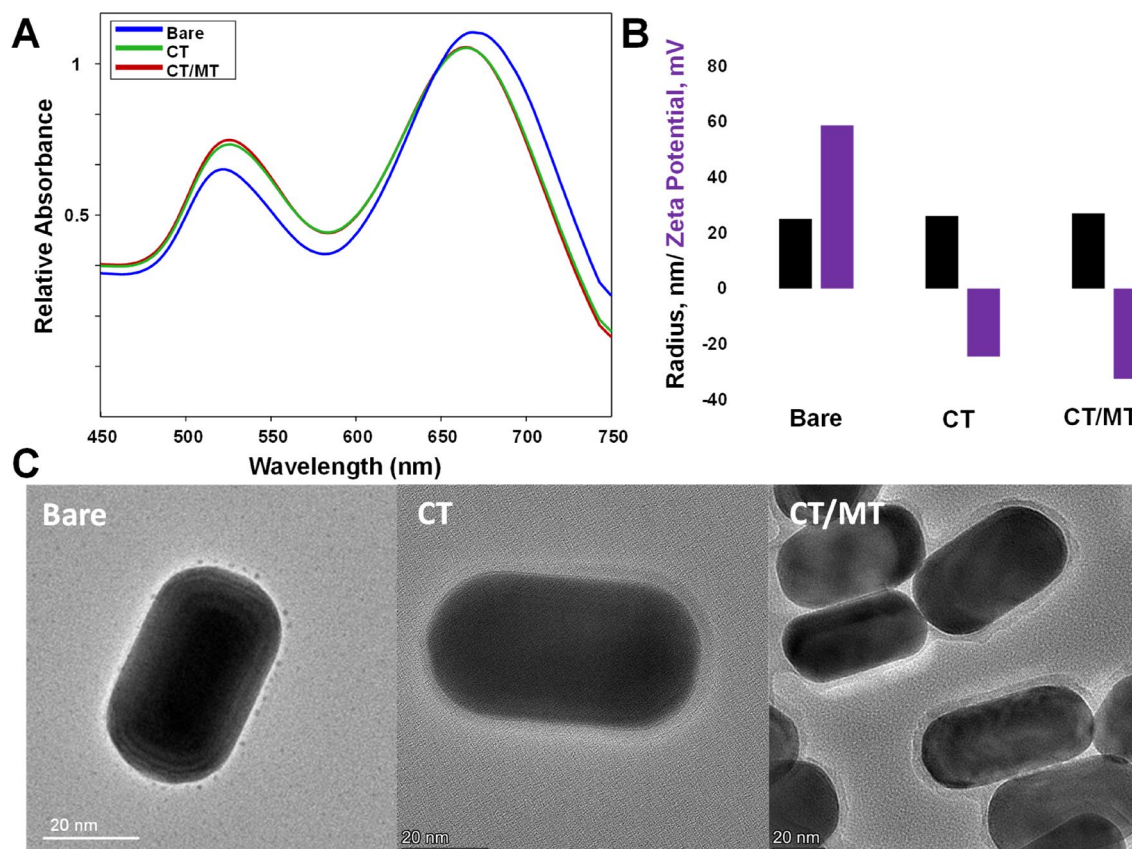 A
Bare
CT
CT/MT
1
0.5
Relative Absorbance
450 500 550 600 650 700 750
Wavelength (nm)
B
Radius, nm/ Zeta Potential, mV
80
60
40
20
0
-20
-40
Bare CT CT/MT
C
Bare CT CT/MT
20 nm 20 nm 20 nm